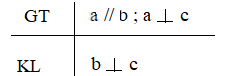 GT a // b ; a ⊥ c
KL b ⊥ c